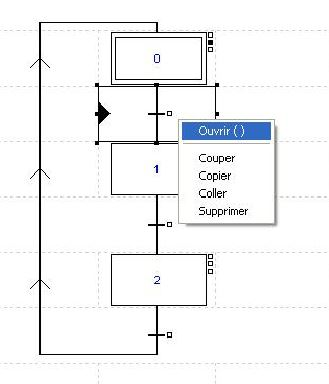 0
Ouvrir ( )
Couper
1
Copier
Coller
Supprimer
2